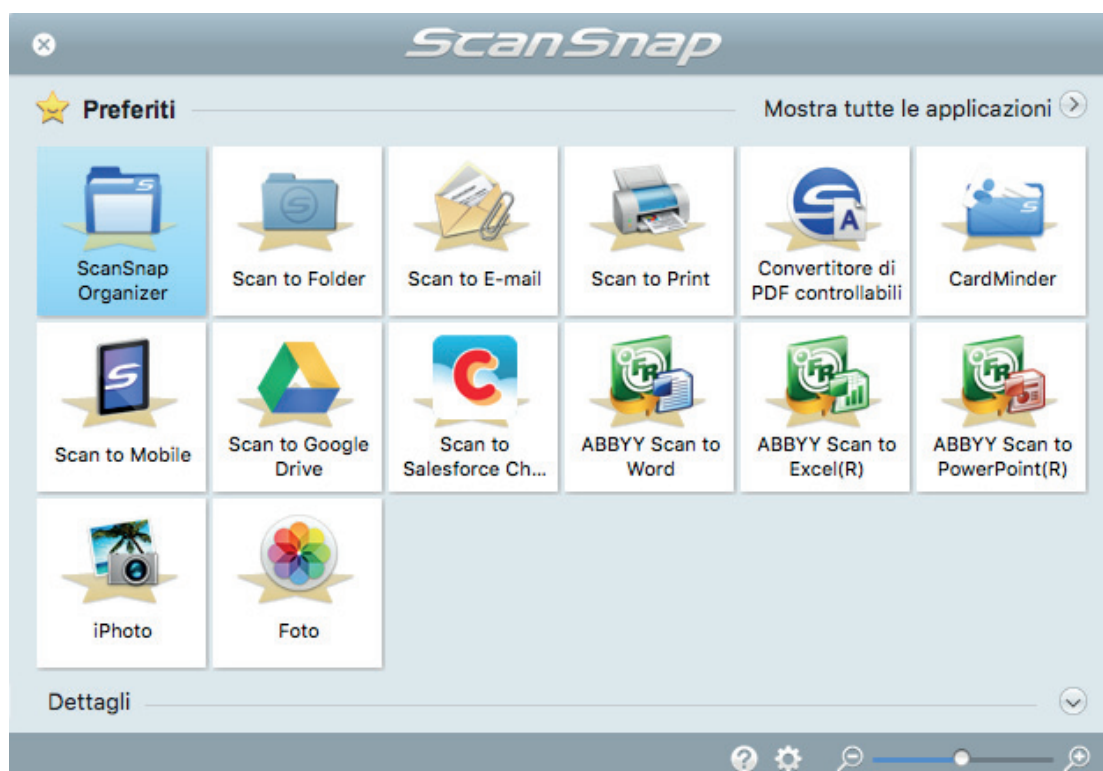 ScanSnap
Preferiti
Mostra tutte le applicazioni
ScanSnap
Organizer
Scan to Folder
Scan to E-mail
Scan to Print
Convertitore di
PDF controllabili
CardMinder
Scan to Mobile
Scan to Google
Drive
Scan to
Salesforce Ch...
ABBYY Scan to
Word
ABBYY Scan to
Excel(R)
ABBYY Scan to
PowerPoint(R)
iPhoto
Foto
Dettagli